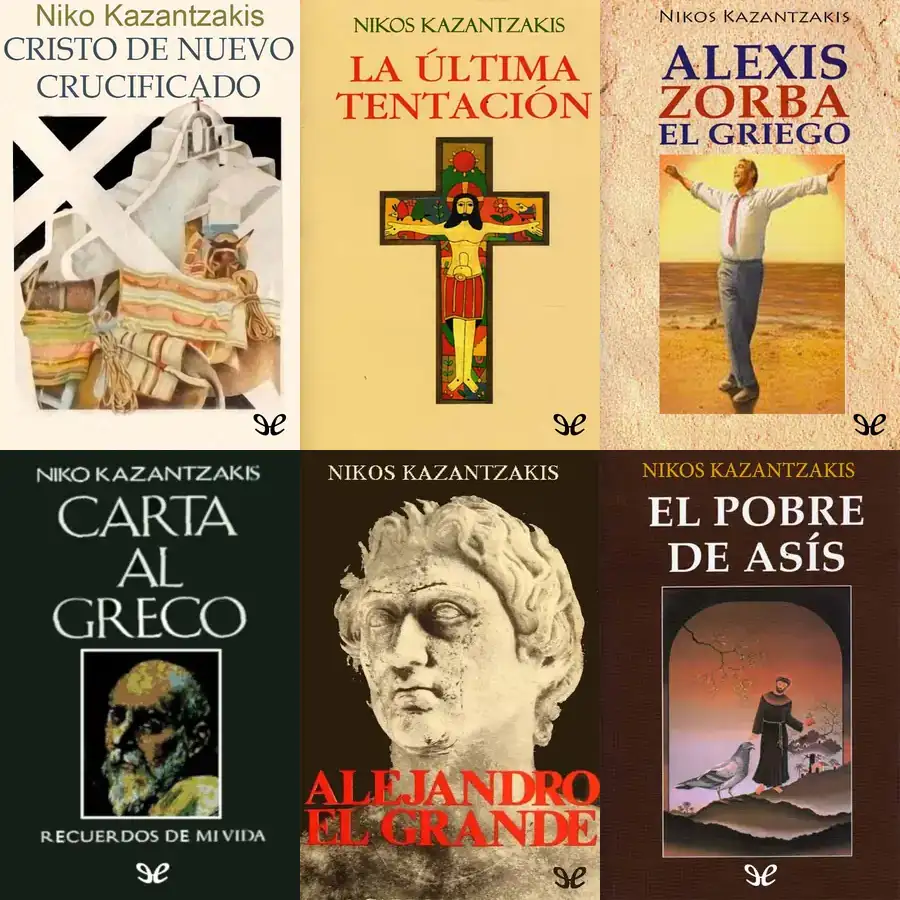 Niko Kazantzakis
CRISTO DE NUEVO
CRUCIFICADO
NIKOS KAZANTZAKIS
LA ÚLTIMA
TENTACIÓN
NIKOS KAZANTZAKIS
ALEXIS
ZORBA
EL GRIEGO
NIKO KAZANTZAKIS
CARTA
AL
GRECO
RECUERDOS DE MI VIDA
NIKOS KAZANTZAKIS
ALEJANDRO
EL GRANDE
NIKOS KAZANTZAKIS
EL POBRE
DE ASÍS